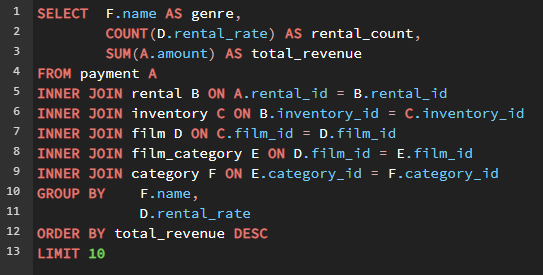 1 SELECT F.name AS genre,
2 COUNT(D.rental_rate) AS rental_count,
3 SUM(A.amount) AS total_revenue
4 FROM payment A
5 INNER JOIN rental B ON A.rental_id = B.rental_id
6 INNER JOIN inventory C ON B.inventory_id = C.inventory_id
7 INNER JOIN film D ON C.film_id = D.film_id
8 INNER JOIN film_category E ON D.film_id = E.film_id
9 INNER JOIN category F ON E.category_id = F.category_id
10 GROUP BY F.name,
11 D.rental_rate
12 ORDER BY total_revenue DESC
13 LIMIT 10